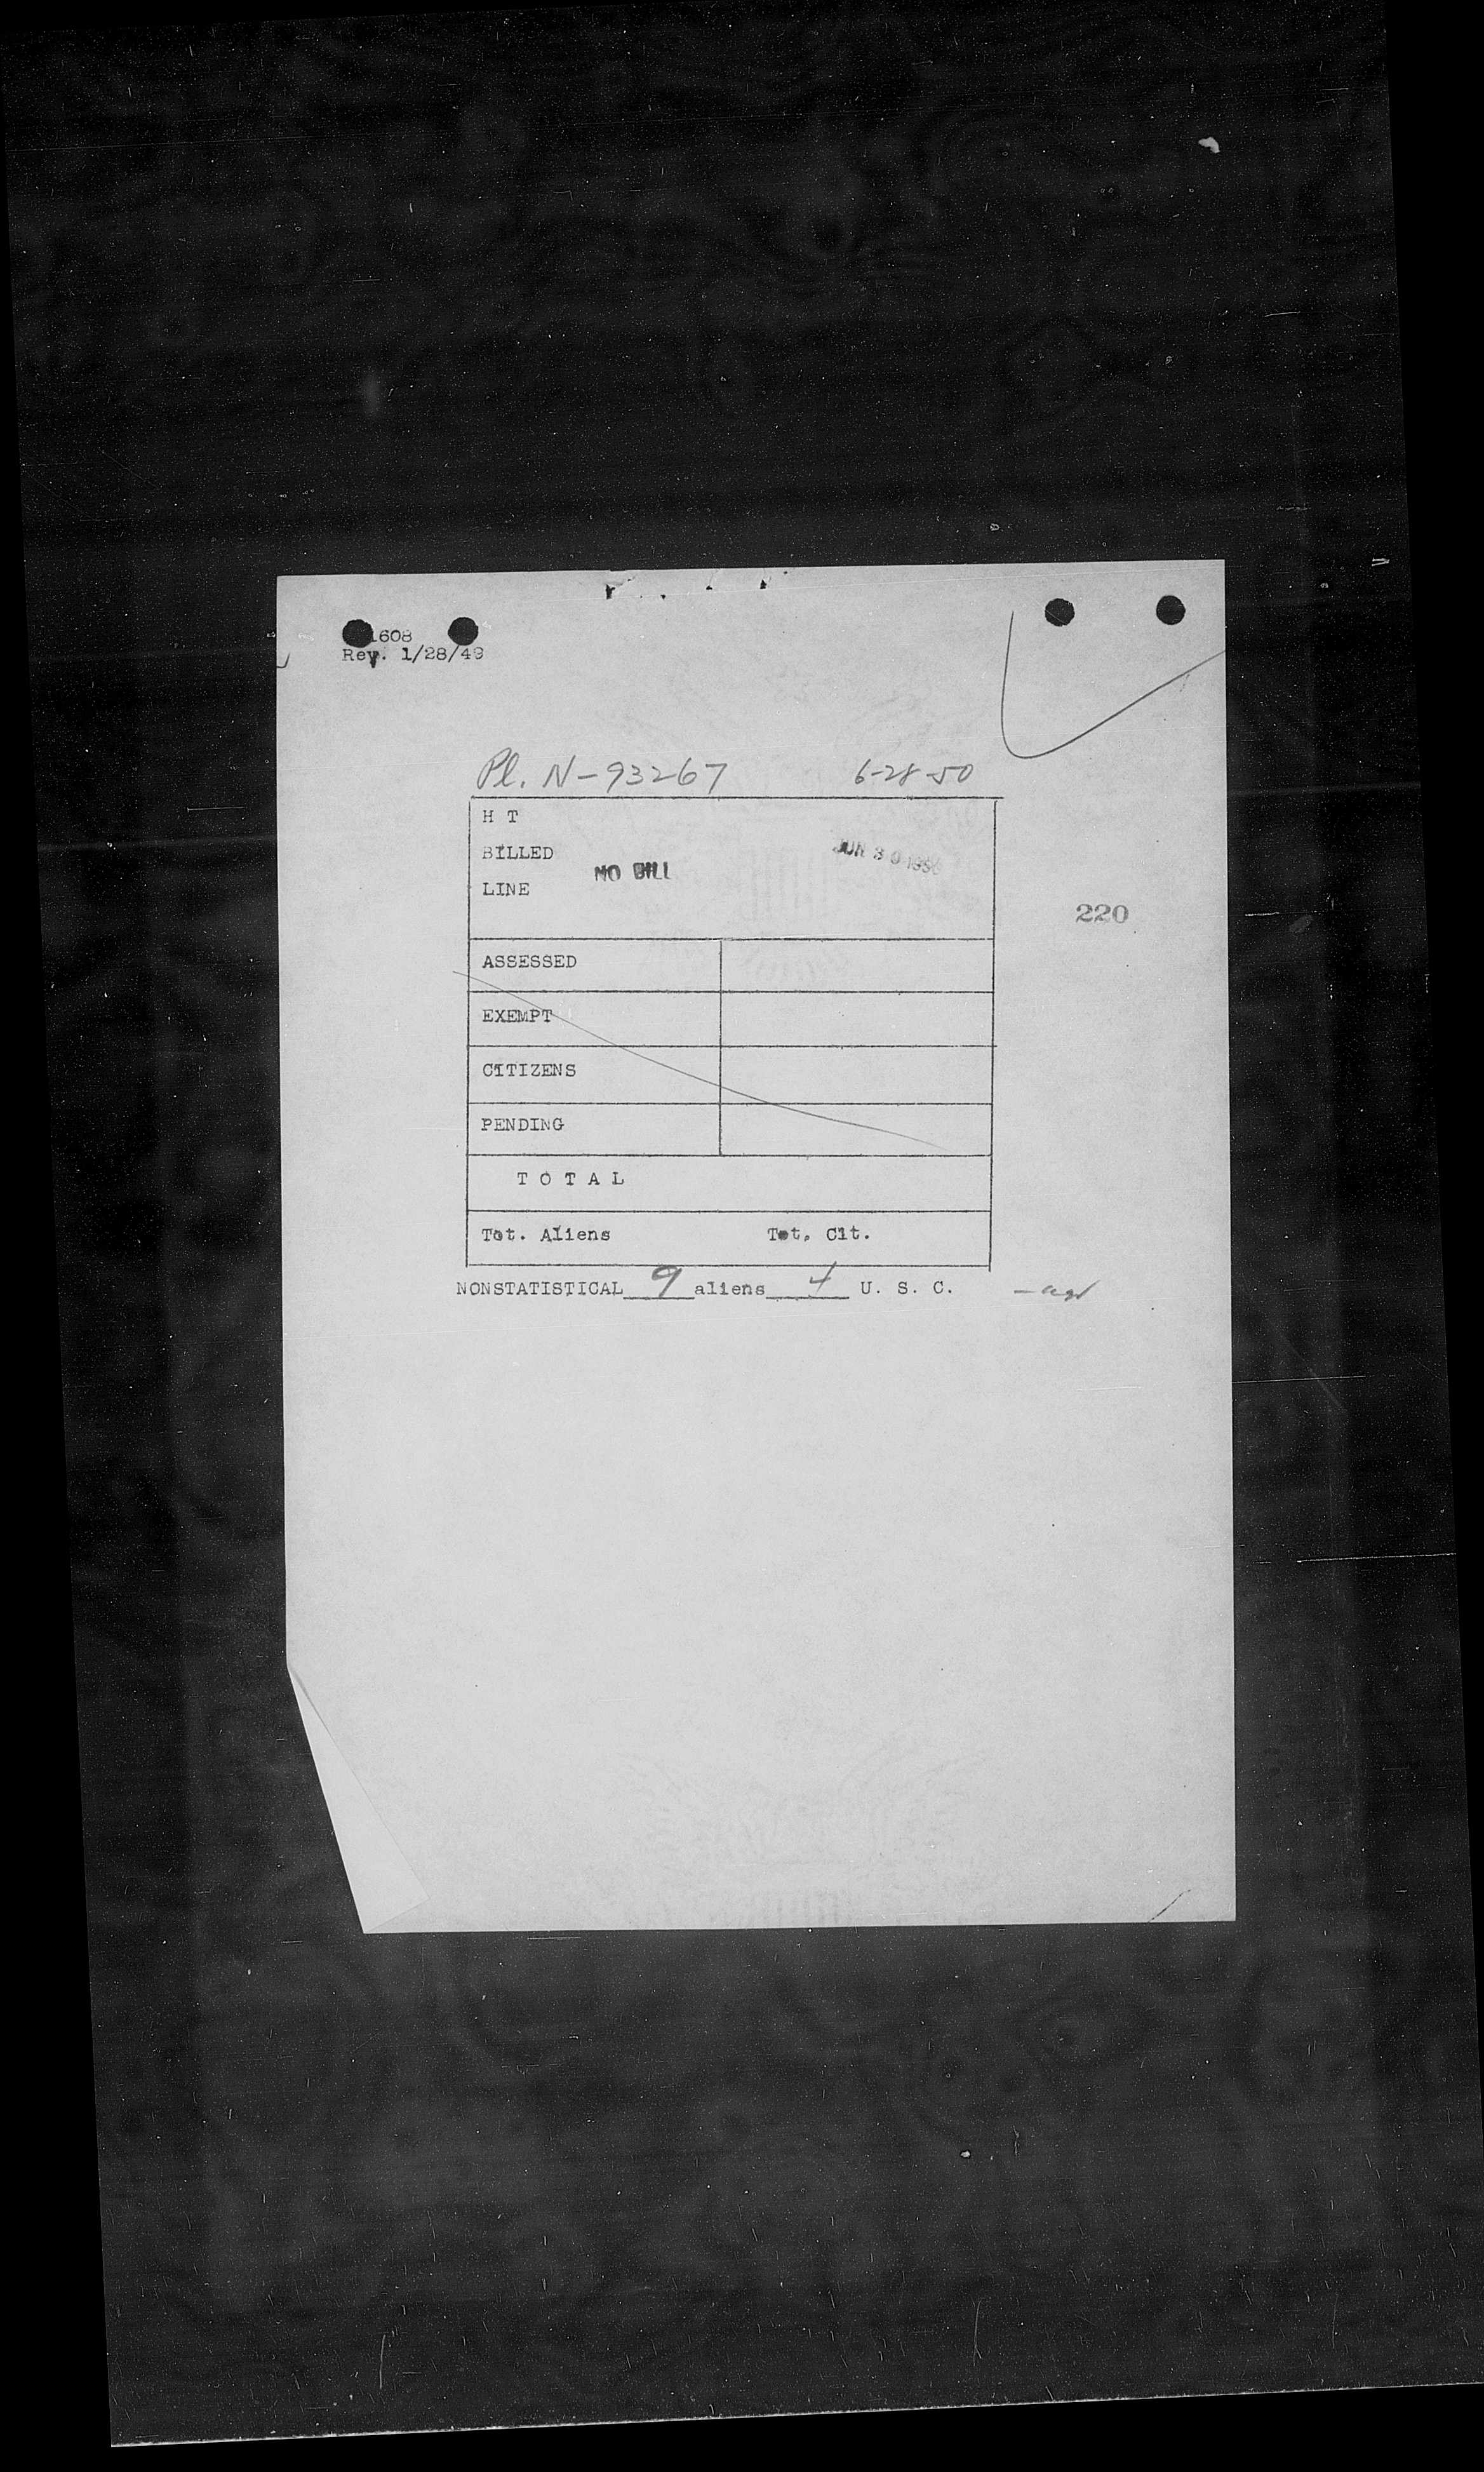 1608
Rev. 1/28/49
Pl. N-93267 6-28-50
H T
BILLED
NO BILL JUN 30 1950
LINE
220
ASSESSED
EXEMPT
CITIZENS
PENDING
T O T A L
Tot. Aliens Tot. Cit.
NONSTATISTICAL 9 aliens 4 U. S. C.